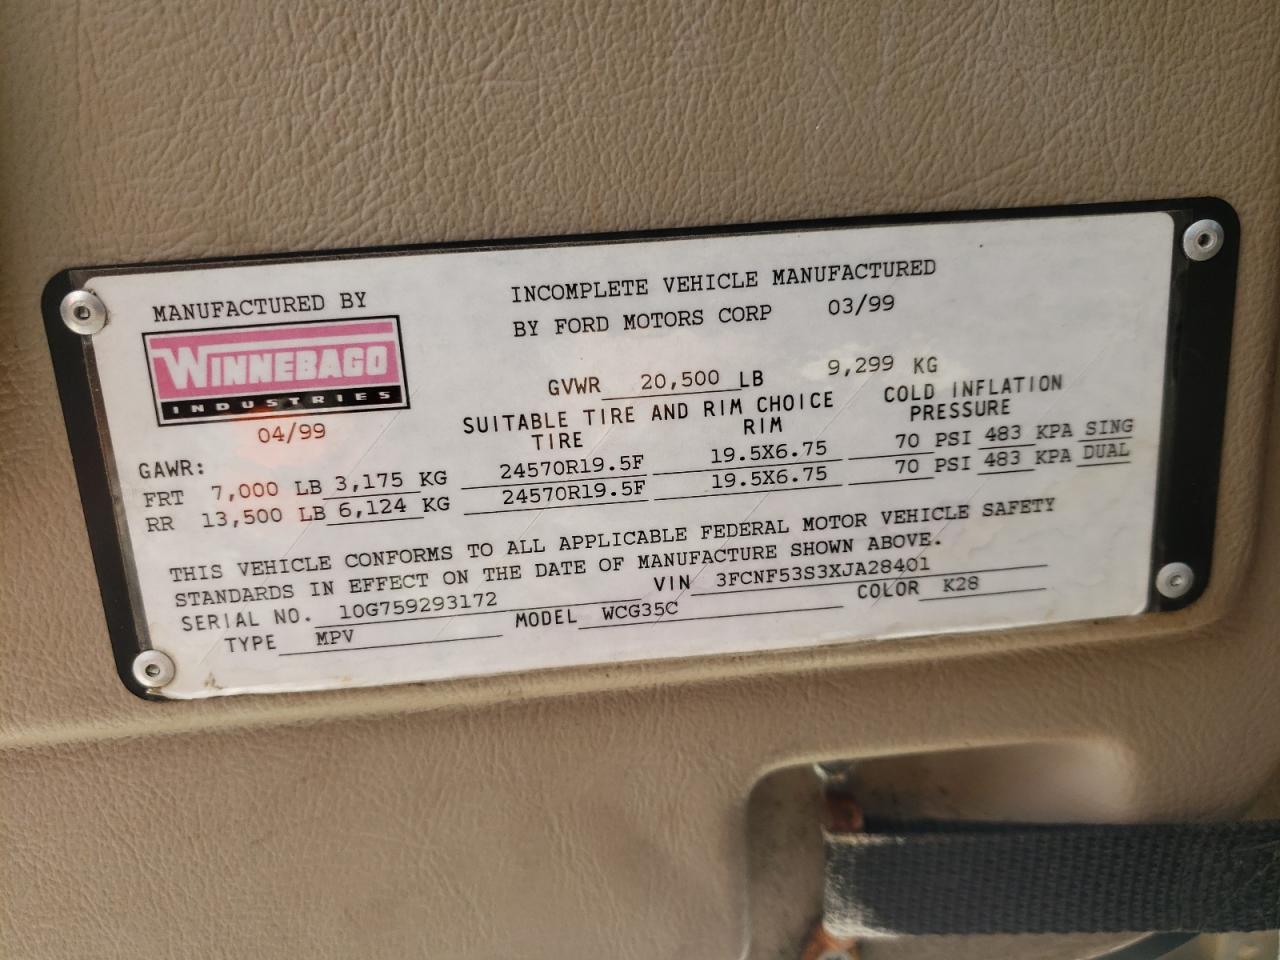 MANUFACTURED BY
WINNEBAGO
INDUSTRIES
04/99
INCOMPLETE VEHICLE MANUFACTURED
BY FORD MOTORS CORP 03/99
GVWR 20,500 LB 9,299 KG
SUITABLE TIRE AND RIM CHOICE COLD INFLATION
TIRE RIM PRESSURE
GAWR:
FRT 7,000 LB 3,175 KG 24570R19.5F 19.5X6.75 70 PSI 483 KPA SING
RR 13,500 LB 6,124 KG 24570R19.5F 19.5X6.75 70 PSI 483 KPA DUAL
THIS VEHICLE CONFORMS TO ALL APPLICABLE FEDERAL MOTOR VEHICLE SAFETY
STANDARDS IN EFFECT ON THE DATE OF MANUFACTURE SHOWN ABOVE.
SERIAL NO. 10G759293172 VIN 3FCNF53S3XJA28401
TYPE MPV MODEL WCG35C COLOR K28